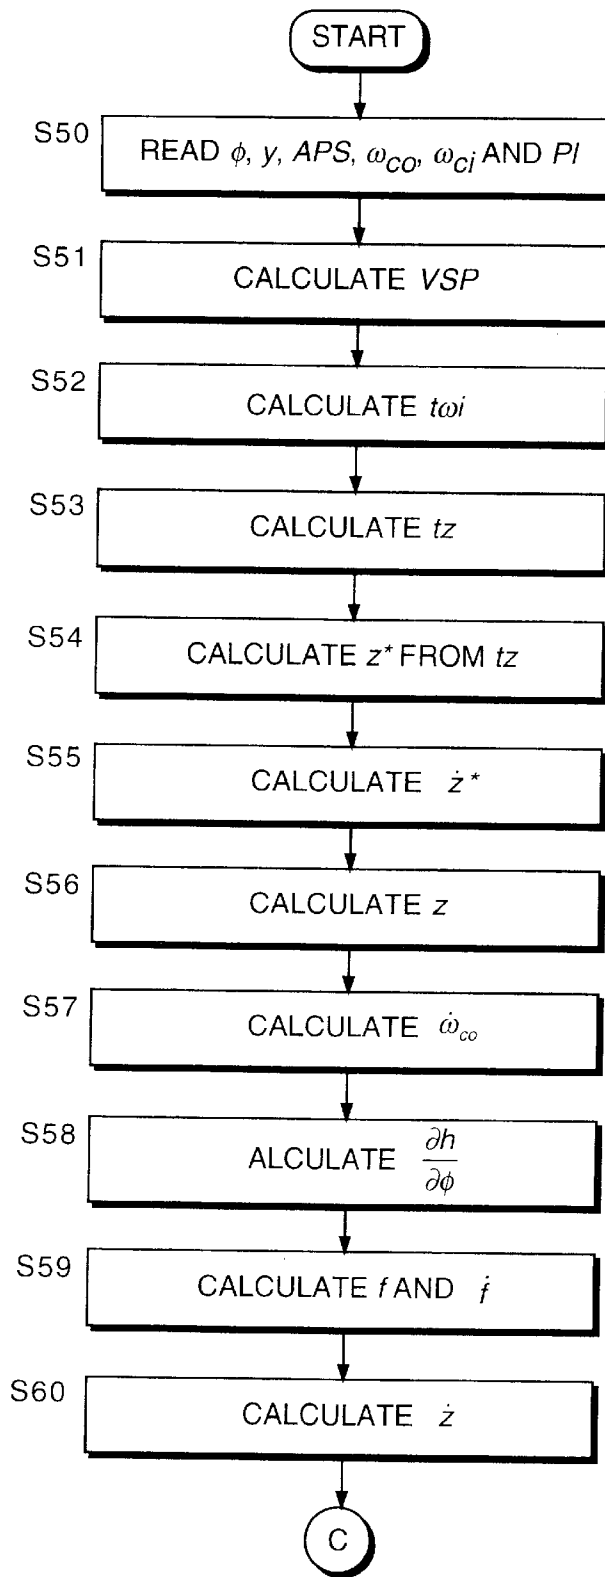 START
S50
READ ϕ, y, APS, ω_co, ω_ci AND PI
S51
CALCULATE VSP
S52
CALCULATE tωi
S53
CALCULATE tz
S54
CALCULATE z* FROM tz
S55
CALCULATE ż*
S56
CALCULATE z
S57
CALCULATE ω̇_co
S58
ALCULATE ∂h/∂ϕ
S59
CALCULATE f AND ḟ
S60
CALCULATE ż
C